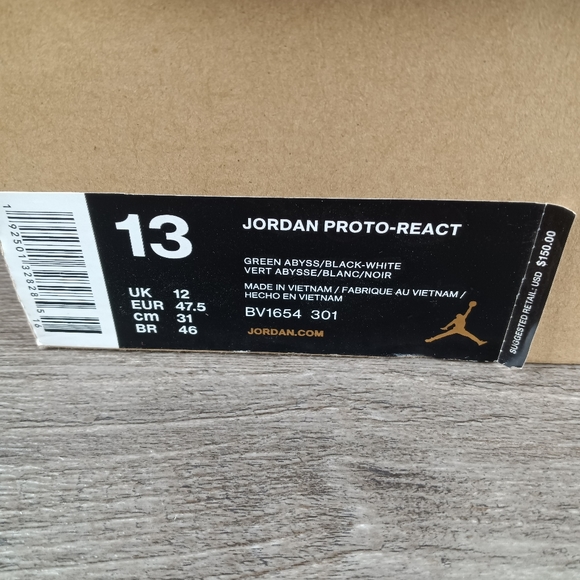 13
UK 12
EUR 47.5
cm 31
BR 46
JORDAN PROTO-REACT
GREEN ABYSS/BLACK-WHITE
VERT ABYSSE/BLANC/NOIR
MADE IN VIETNAM / FABRIQUE AU VIETNAM /
HECHO EN VIETNAM
BV1654 301
JORDAN.COM
SUGGESTED RETAIL: USD $150.00